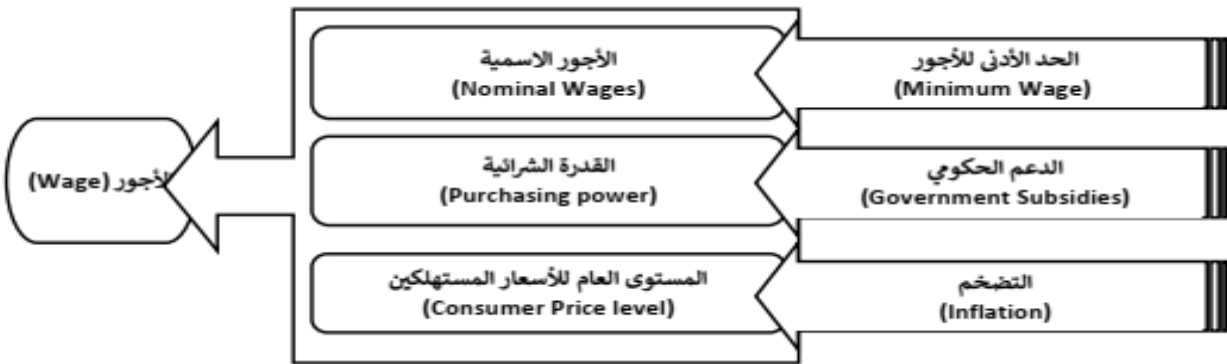 الحد الأدنى للأجور
(Minimum Wage)
الأجور الاسمية
(Nominal Wages)
الدعم الحكومي
(Government Subsidies)
القدرة الشرائية
(Purchasing power)
لأجور (Wage)
التضخم
(Inflation)
المستوى العام للأسعار المستهلكين
(Consumer Price level)